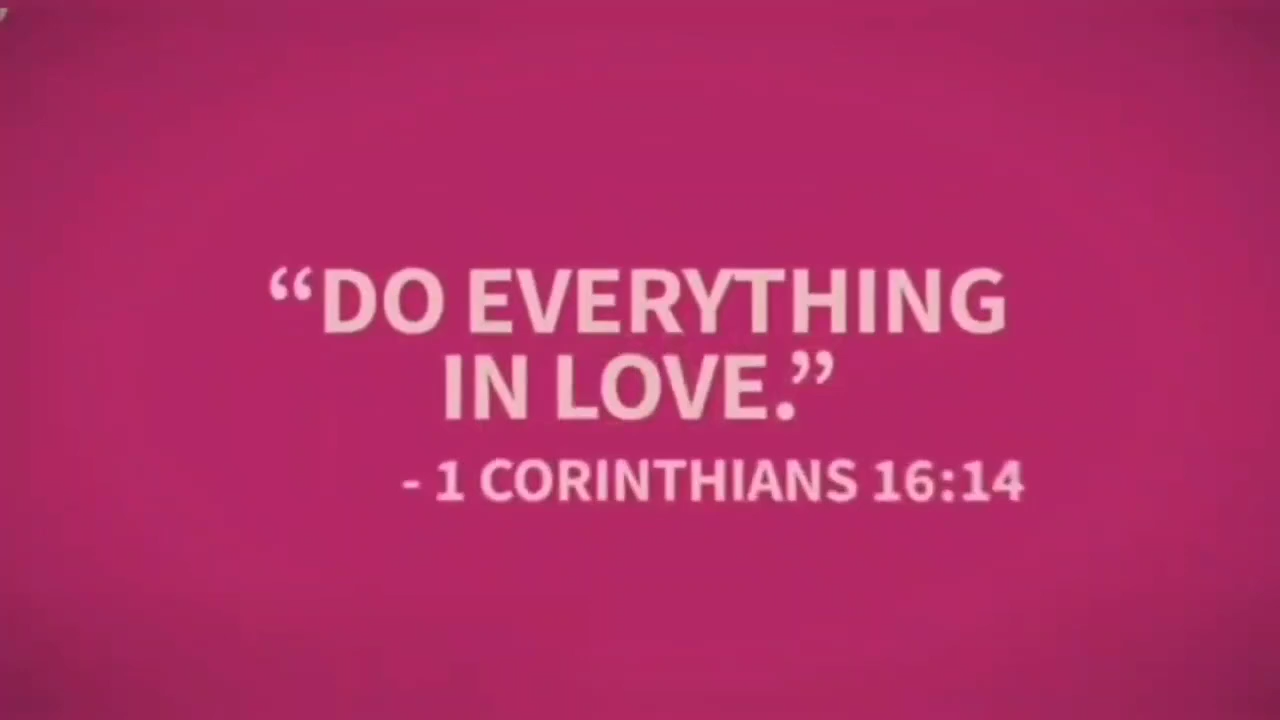 “DO EVERYTHING
IN LOVE.”
- 1 CORINTHIANS 16:14